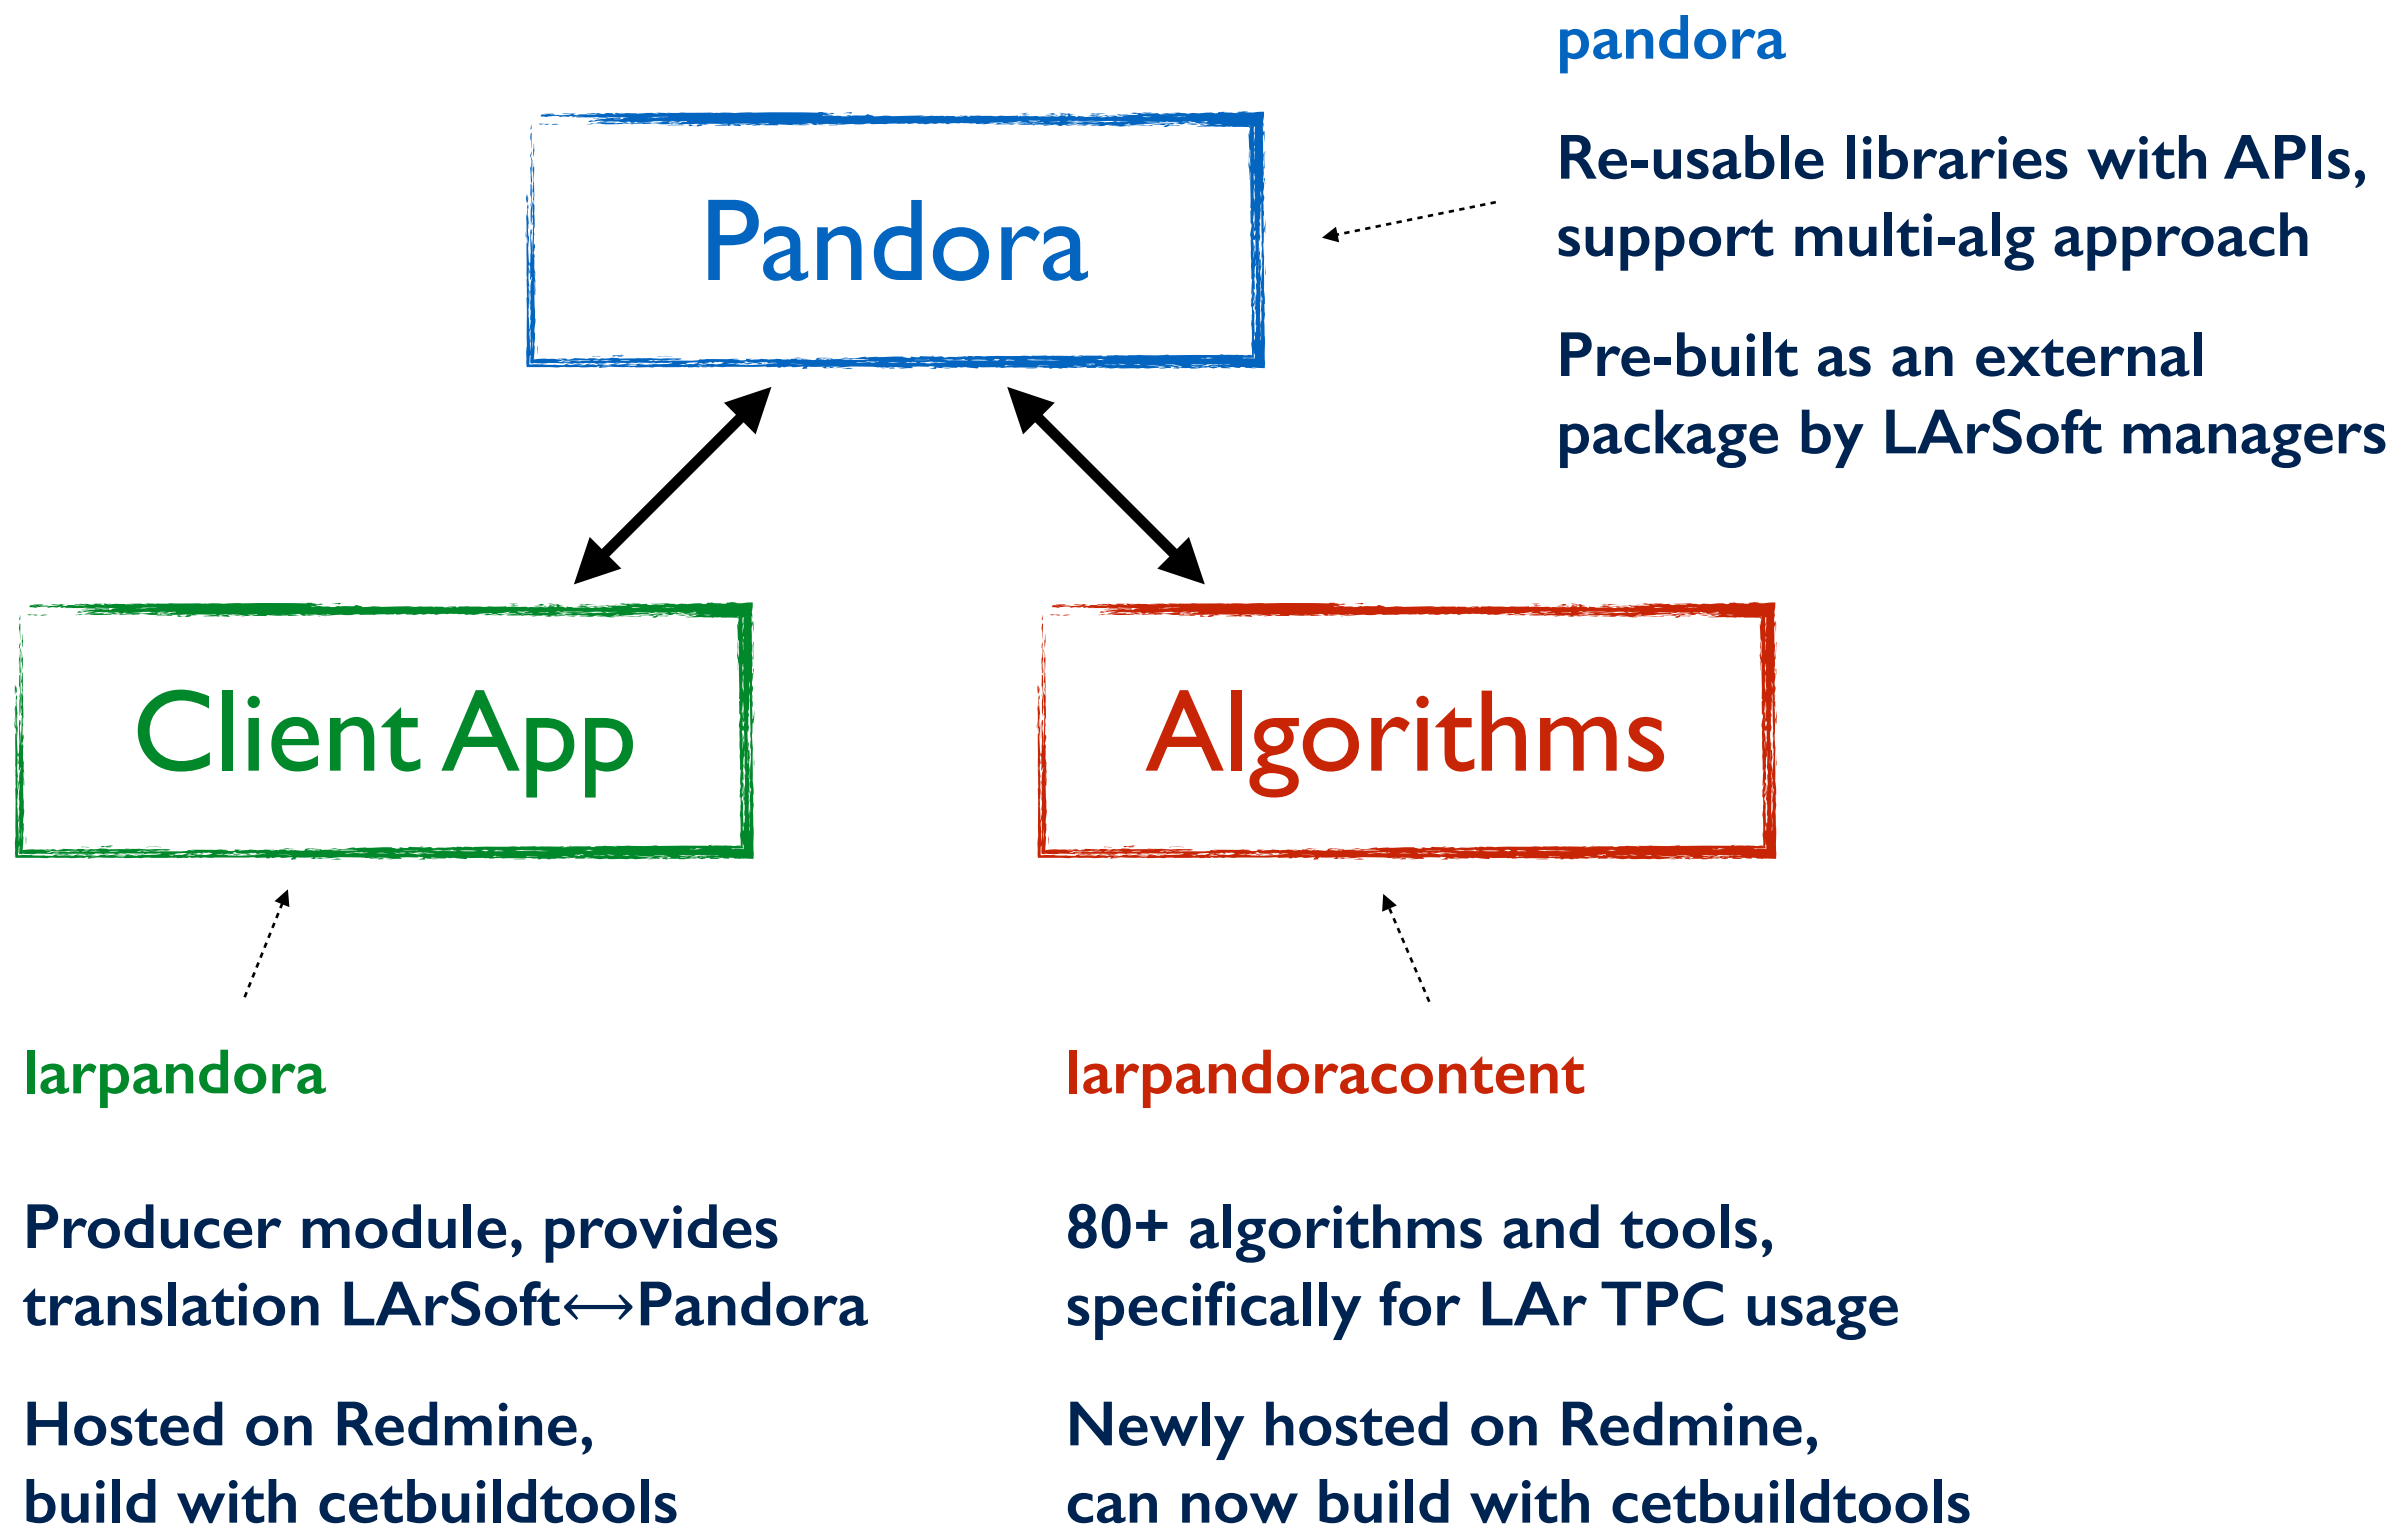 pandora
Re-usable libraries with APIs,
support multi-alg approach
Pre-built as an external
package by LArSoft managers
Pandora
Client App
Algorithms
larpandora
Producer module, provides
translation LArSoft⟷Pandora
Hosted on Redmine,
build with cetbuildtools
larpandoracontent
80+ algorithms and tools,
specifically for LAr TPC usage
Newly hosted on Redmine,
can now build with cetbuildtools